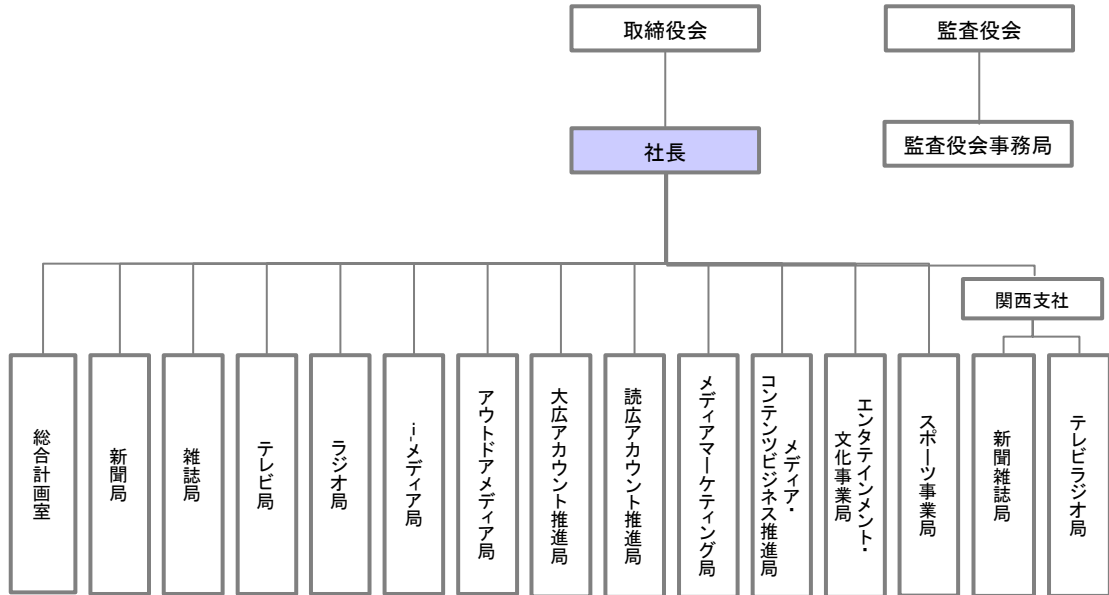 取締役会
監査役会
社長
監査役会事務局
関西支社
総合計画室
新聞局
雑誌局
テレビ局
ラジオ局
i-メディア局
アウトドアメディア局
大広アカウント推進局
読広アカウント推進局
メディアマーケティング局
メディア・
コンテンツビジネス推進局
エンタテインメント・
文化事業局
スポーツ事業局
新聞雑誌局
テレビラジオ局